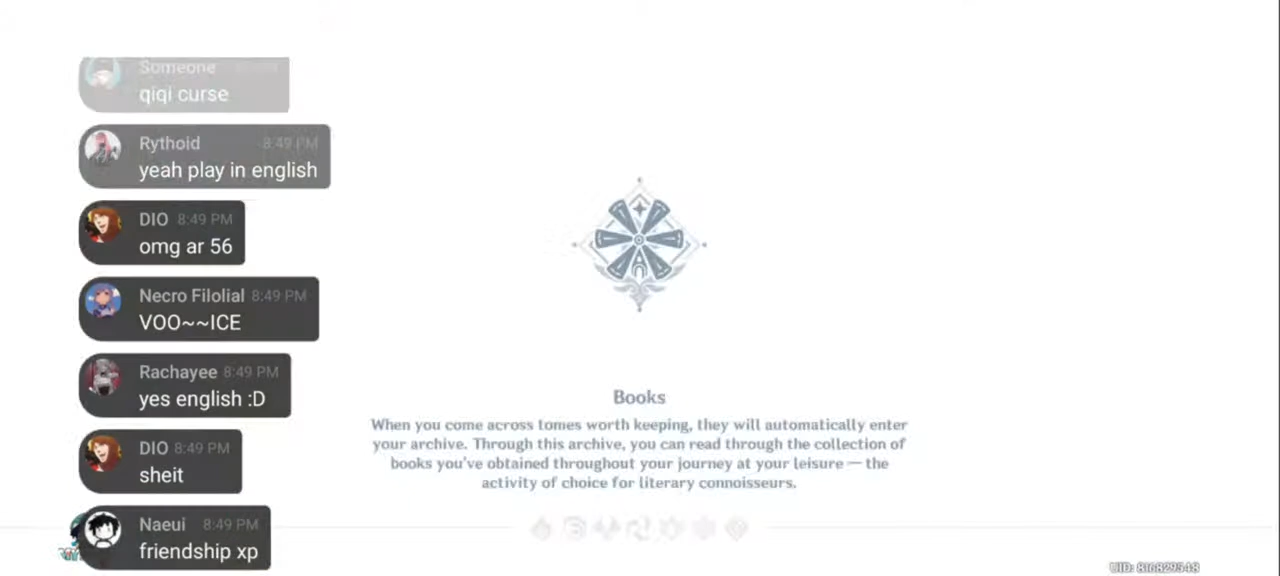 Someone
qiqi curse
Rythoid 8:49 PM
yeah play in english
DIO 8:49 PM
omg ar 56
Necro Filolial 8:49 PM
VOO~~ICE
Rachayee 8:49 PM
yes english :D
DIO 8:49 PM
sheit
Naeui 8:49 PM
friendship xp
Books
When you come across tomes worth keeping, they will automatically enter
your archive. Through this archive, you can read through the collection of
books you've obtained throughout your journey at your leisure — the
activity of choice for literary connoisseurs.
UID: 816829548